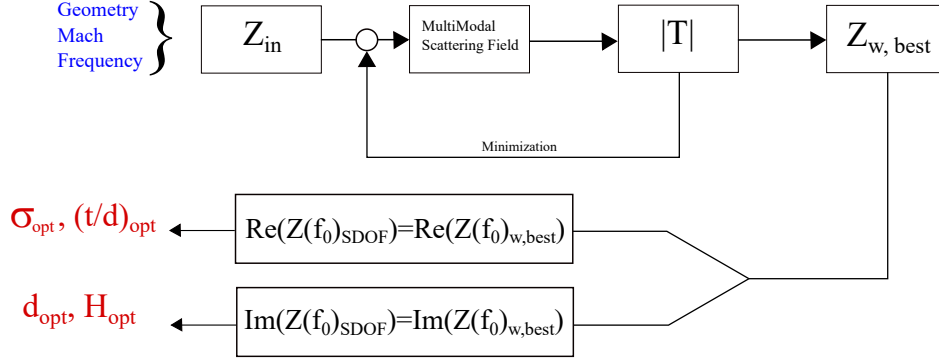 Geometry
Mach
Frequency
Z_in
MultiModal
Scattering Field
|T|
Z_w, best
Minimization
σ_opt, (t/d)_opt
Re(Z(f_0)_SDOF)=Re(Z(f_0)_w,best)
d_opt, H_opt
Im(Z(f_0)_SDOF)=Im(Z(f_0)_w,best)